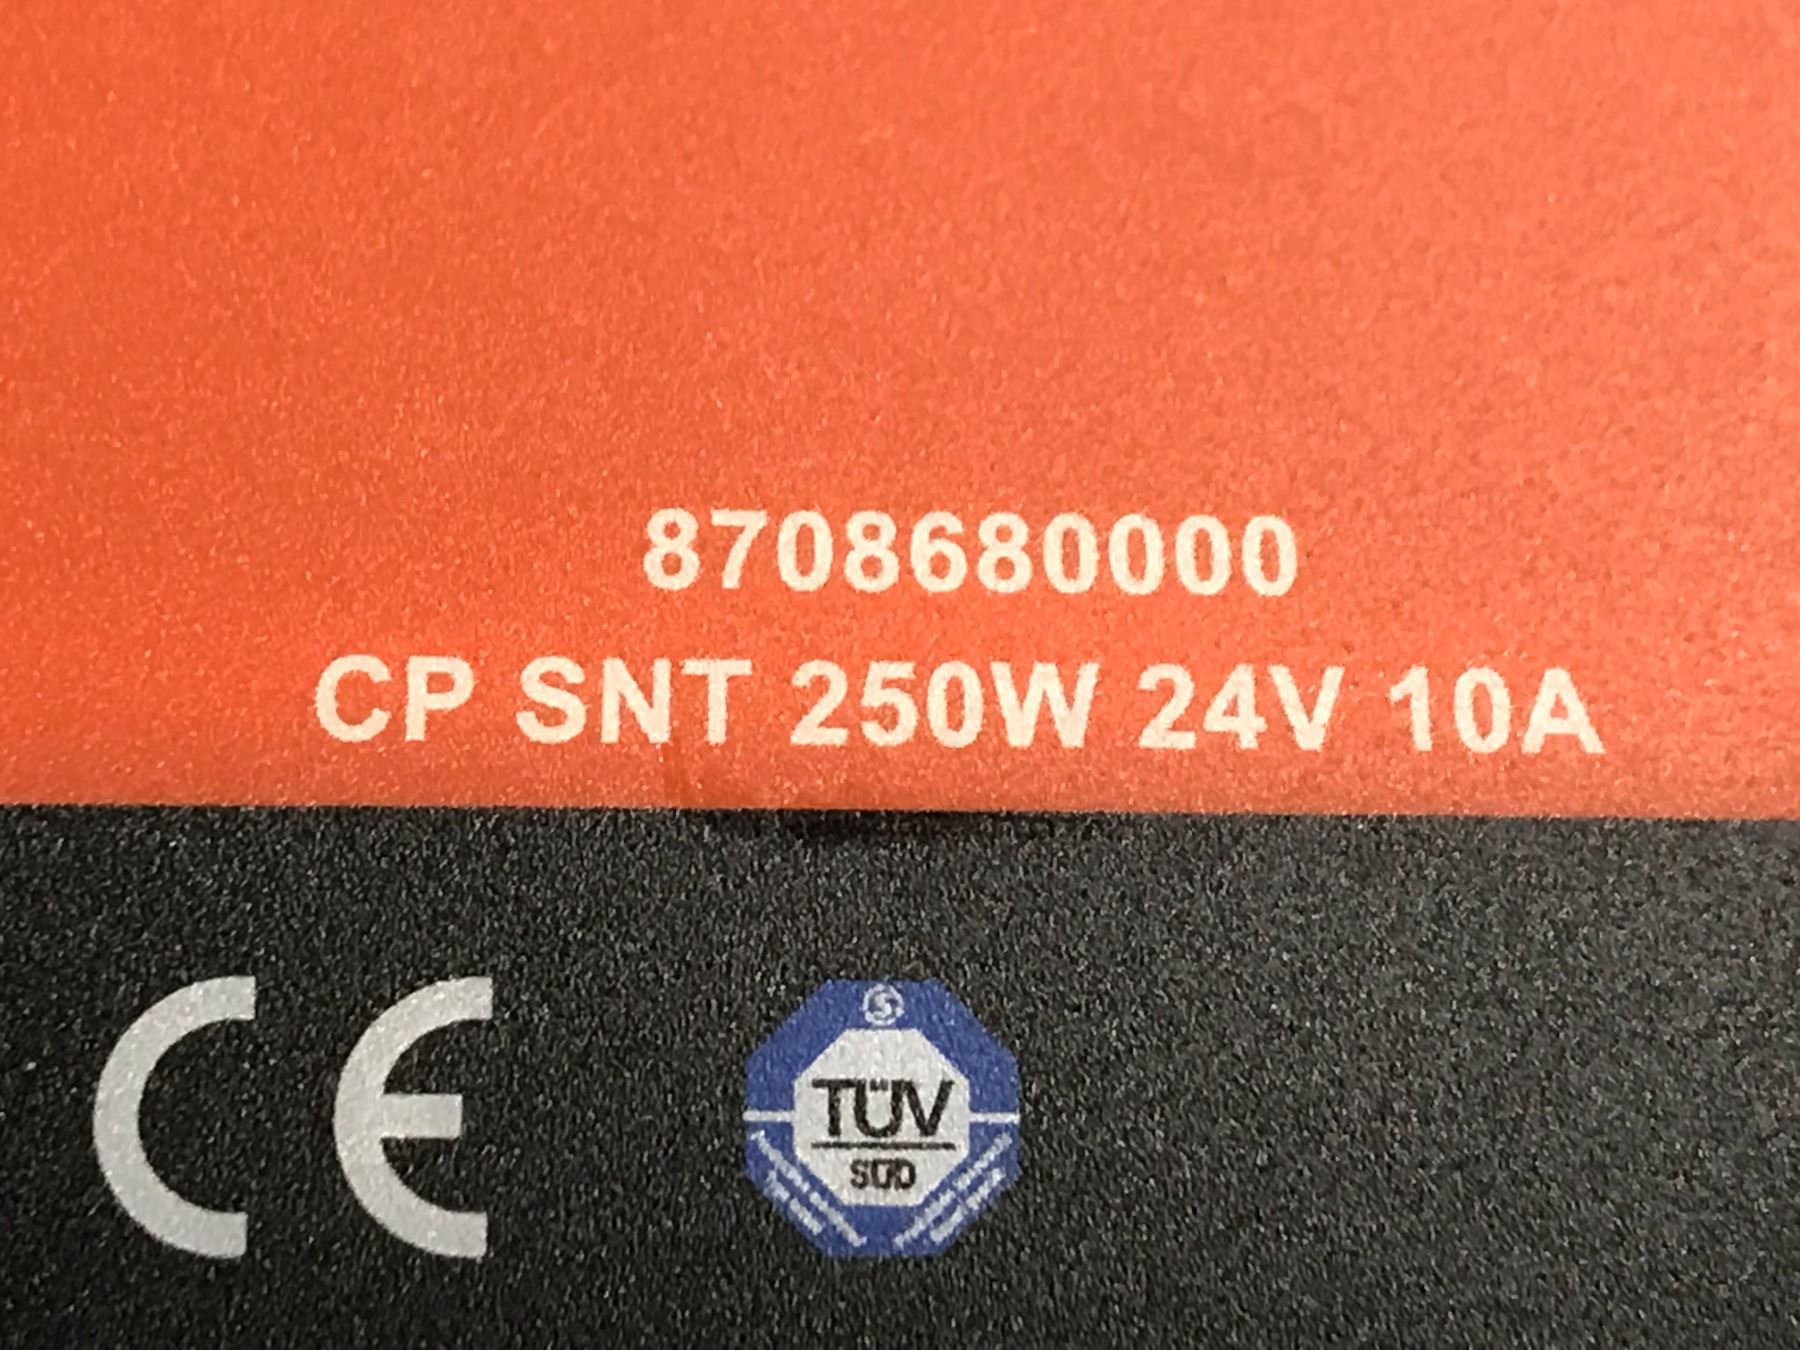 8708680000
CP SNT 250W 24V 10A
CE
TÜV
SÜD